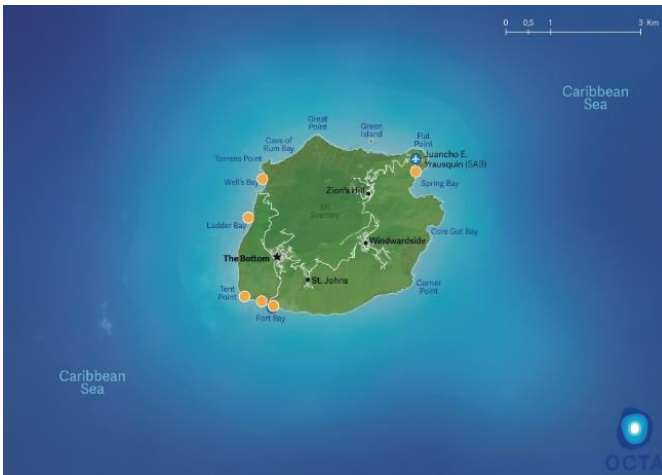 0 0,5 1 3 Km
Caribbean
Sea
Great
Point
Green
Island
Flat
Point
Cove of
Rum Bay
Torrens Point
Juancho E.
Yrausquin (SAB)
Well's Bay
Spring Bay
Zion's Hill
Mt
Scenery
Ladder Bay
Core Gut Bay
Windwardside
The Bottom
St. Johns
Corner
Point
Tent
Point
Fort Bay
Caribbean
Sea
OCTA